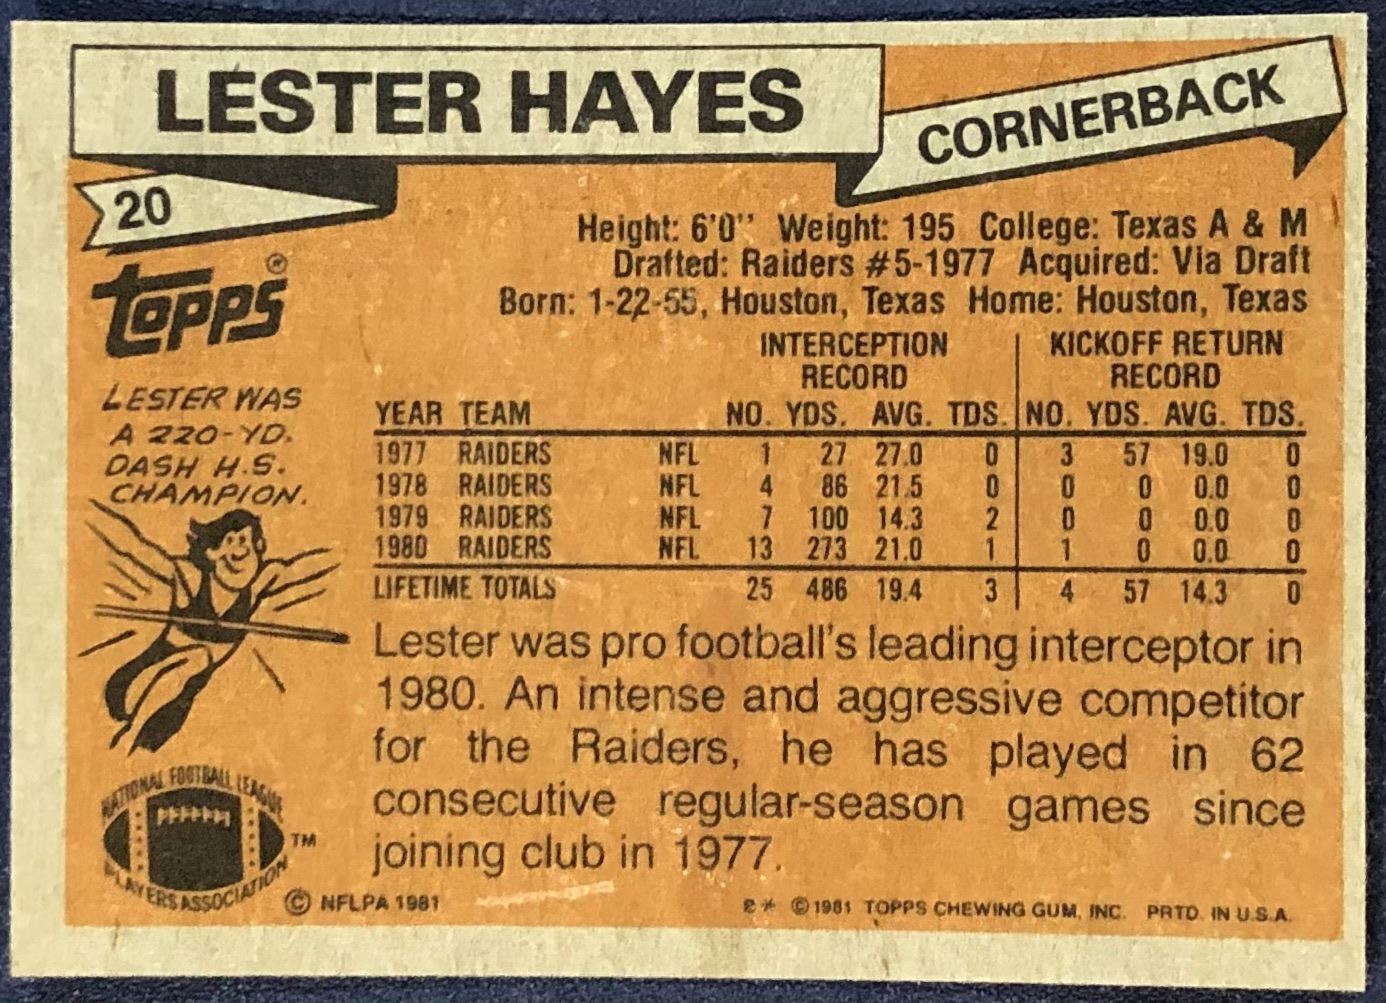 LESTER HAYES
CORNERBACK
20
topps®
Height: 6'0" Weight: 195 College: Texas A & M
Drafted: Raiders #5-1977 Acquired: Via Draft
Born: 1-22-55, Houston, Texas Home: Houston, Texas
LESTER WAS
A 220-YD.
DASH H.S.
CHAMPION.
INTERCEPTION RECORD KICKOFF RETURN RECORD
YEAR TEAM NO. YDS. AVG. TDS. NO. YDS. AVG. TDS.
1977 RAIDERS NFL 1 27 27.0 0 3 57 19.0 0
1978 RAIDERS NFL 4 86 21.5 0 0 0 0.0 0
1979 RAIDERS NFL 7 100 14.3 2 0 0 0.0 0
1980 RAIDERS NFL 13 273 21.0 1 1 0 0.0 0
LIFETIME TOTALS 25 486 19.4 3 4 57 14.3 0
Lester was pro football's leading interceptor in
1980. An intense and aggressive competitor
for the Raiders, he has played in 62
consecutive regular-season games since
joining club in 1977.
NATIONAL FOOTBALL LEAGUE
PLAYERS ASSOCIATION
TM
© NFLPA 1981
* © 1981 TOPPS CHEWING GUM, INC. PRTD. IN U.S.A.